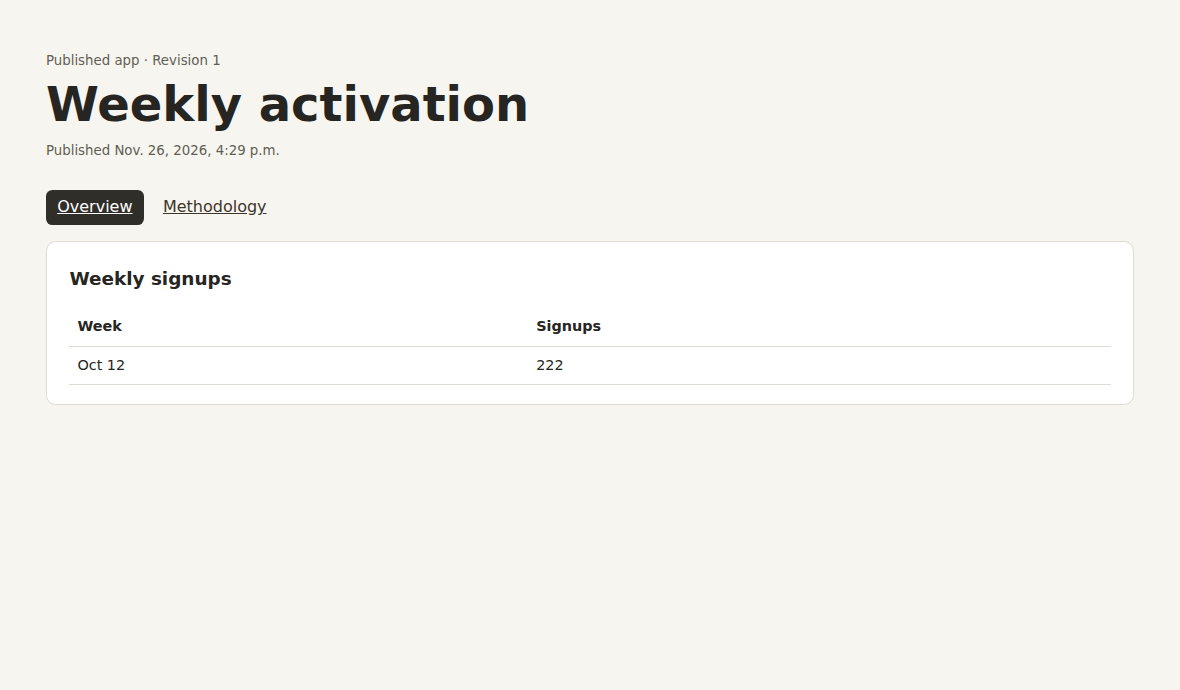 Published app · Revision 1
Weekly activation
Published Nov. 26, 2026, 4:29 p.m.
Overview Methodology
Weekly signups
Week Signups
Oct 12 222